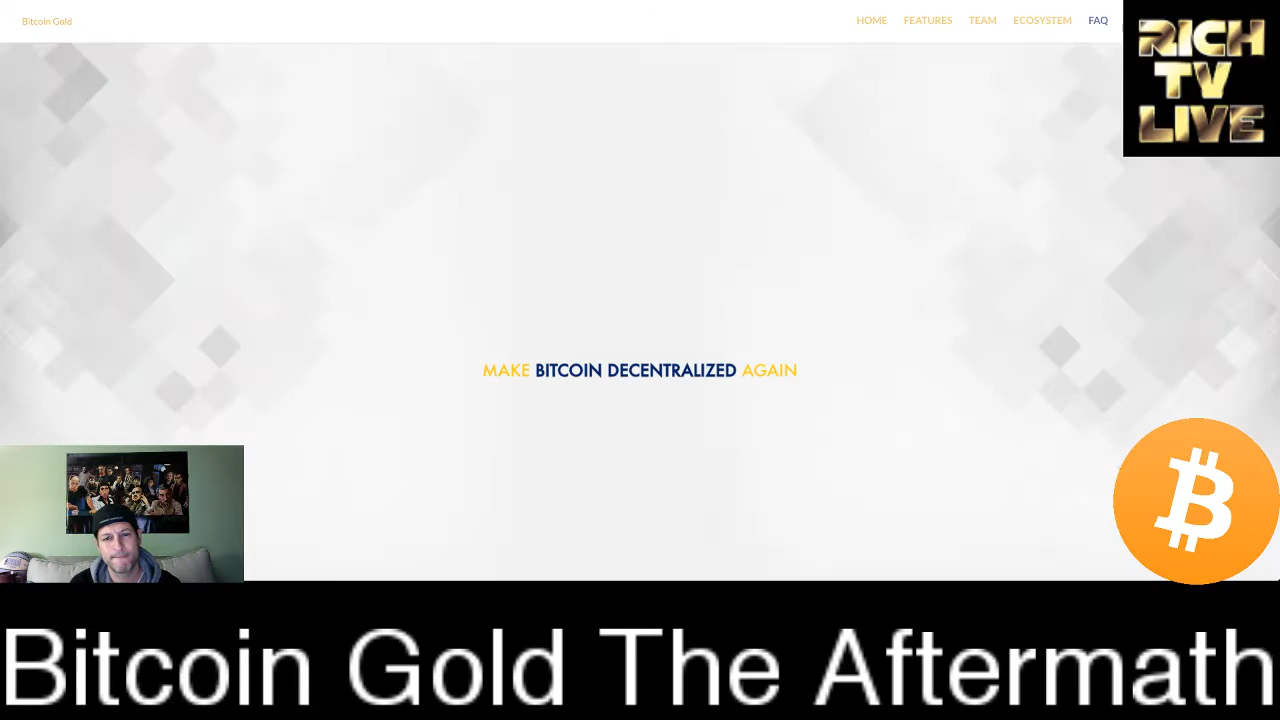 Bitcoin Gold
HOME FEATURES TEAM ECOSYSTEM FAQ
RICH
TV
LIVE
MAKE BITCOIN DECENTRALIZED AGAIN
Bitcoin Gold The Aftermath